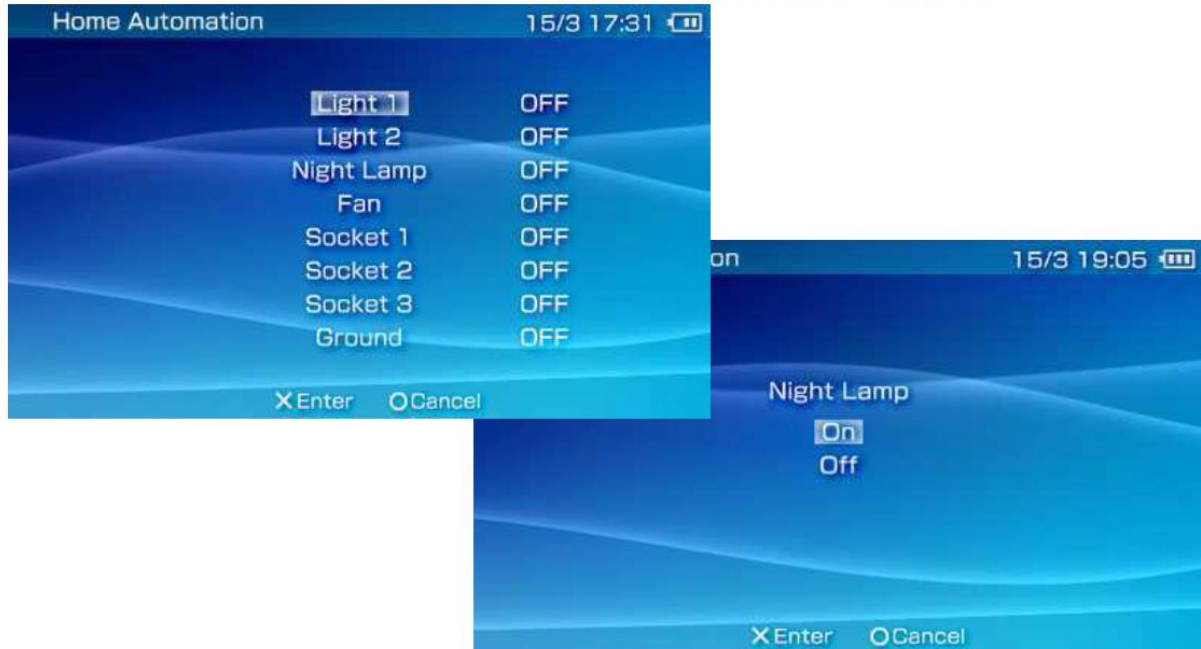 Home Automation 15/3 17:31
Light 1 OFF
Light 2 OFF
Night Lamp OFF
Fan OFF
Socket 1 OFF
Socket 2 OFF
Socket 3 OFF
Ground OFF
XEnter OCancel
on 15/3 19:05
Night Lamp
On
Off
XEnter OCancel